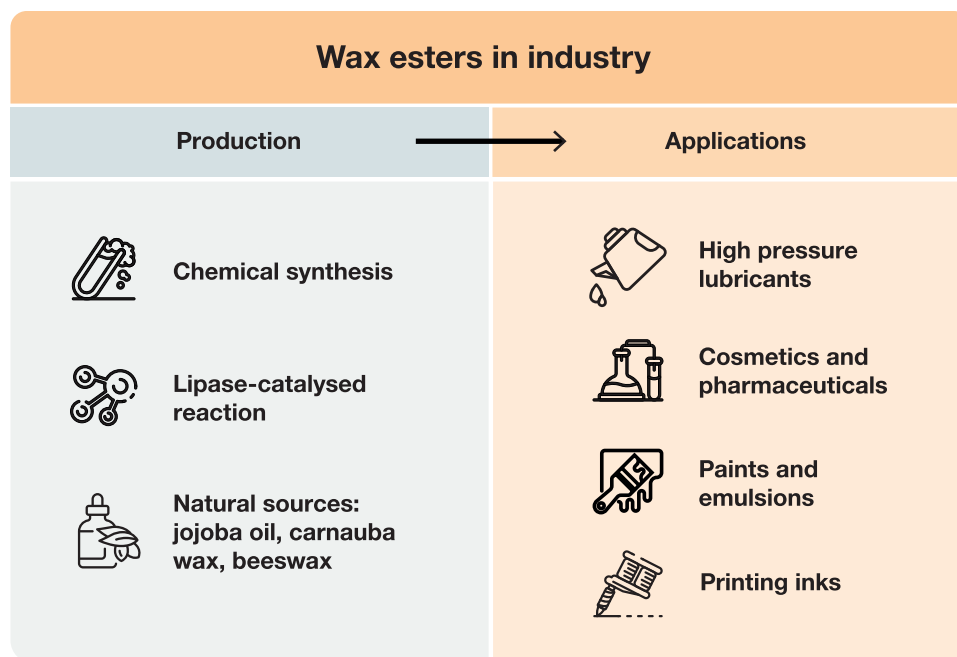 Wax esters in industry
Production
Applications
Chemical synthesis
Lipase-catalysed
reaction
Natural sources:
jojoba oil, carnauba
wax, beeswax
High pressure
lubricants
Cosmetics and
pharmaceuticals
Paints and
emulsions
Printing inks